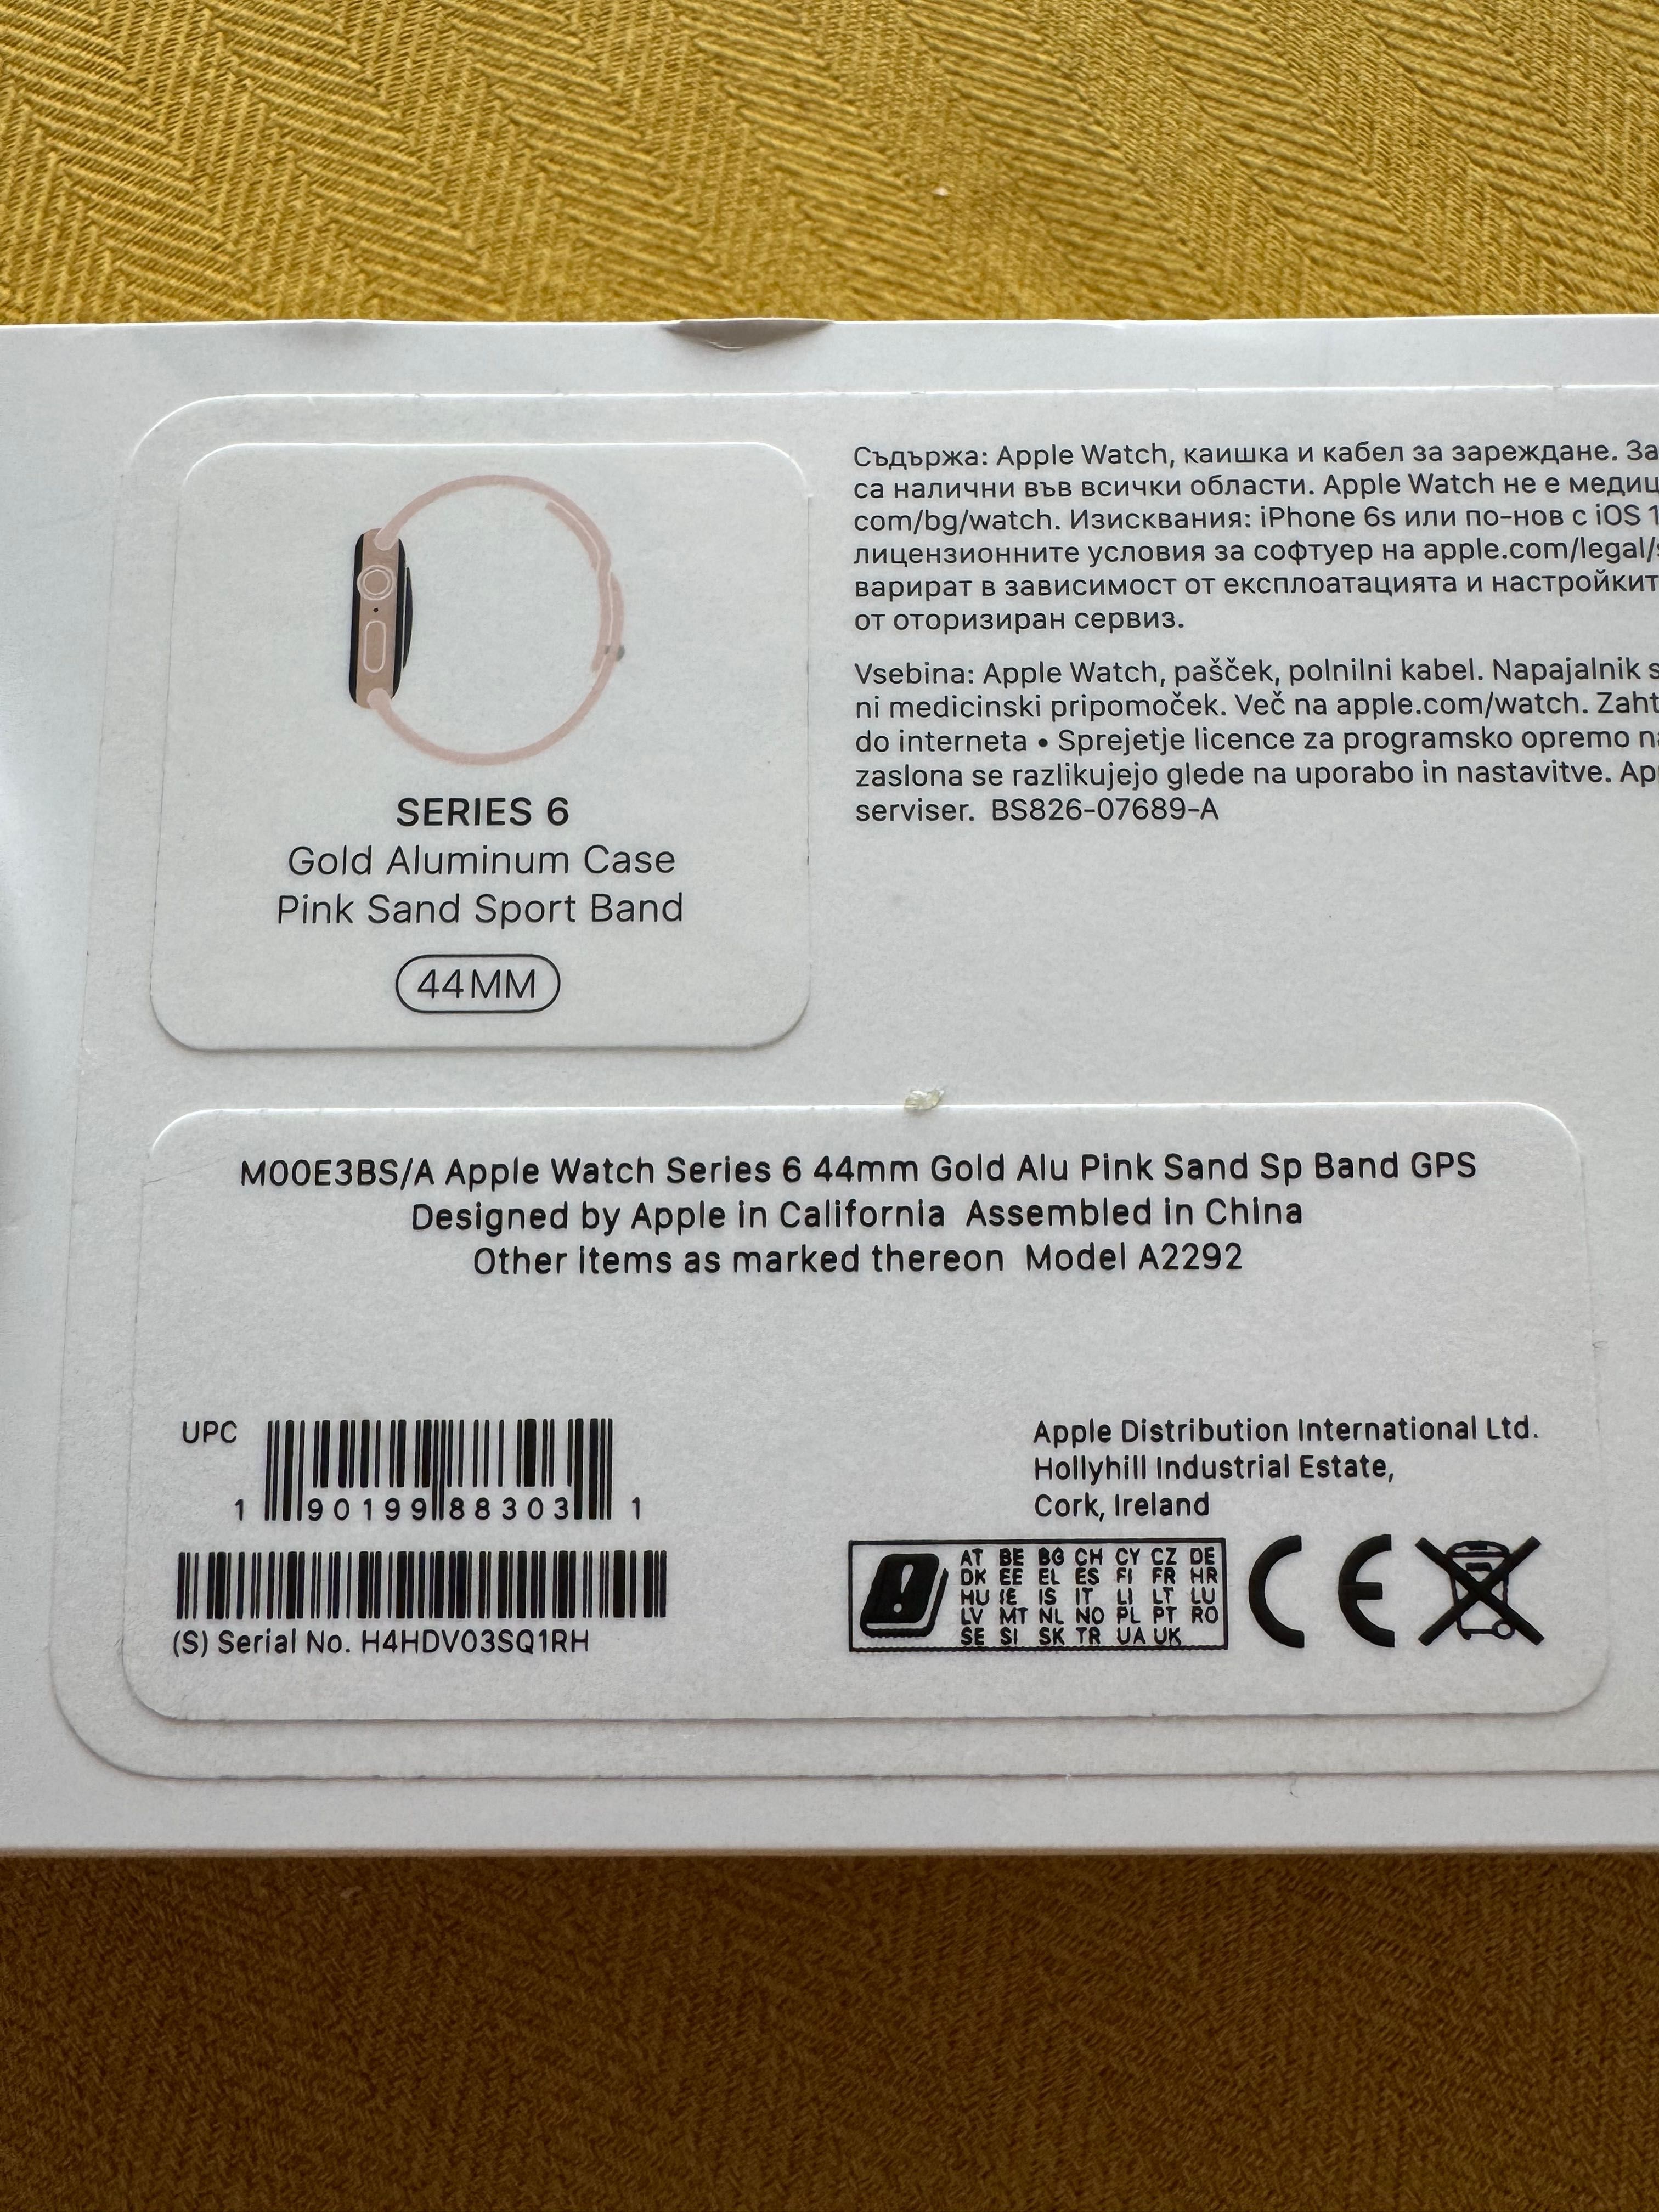 SERIES 6
Gold Aluminum Case
Pink Sand Sport Band
44MM
Съдържа: Apple Watch, каишка и кабел за зареждане. За
са налични във всички области. Apple Watch не е медиц
com/bg/watch. Изисквания: iPhone 6s или по-нов с iOS 1
лицензионните условия за софтуер на apple.com/legal/s
варират в зависимост от експлоатацията и настройкит
от оторизиран сервиз.
Vsebina: Apple Watch, pašček, polnilni kabel. Napajalnik s
ni medicinski pripomoček. Več na apple.com/watch. Zaht
do interneta • Sprejetje licence za programsko opremo na
zaslona se razlikujejo glede na uporabo in nastavitve. Ap
serviser. BS826-07689-A
M00E3BS/A Apple Watch Series 6 44mm Gold Alu Pink Sand Sp Band GPS
Designed by Apple in California Assembled in China
Other items as marked thereon Model A2292
UPC
1 90199 88303 1
(S) Serial No. H4HDV03SQ1RH
Apple Distribution International Ltd.
Hollyhill Industrial Estate,
Cork, Ireland
AT BE BG CH CY CZ DE
DK EE EL ES FI FR HR
HU IE IS IT LI LT LU
LV MT NL NO PL PT RO
SE SI SK TR UA UK
CE